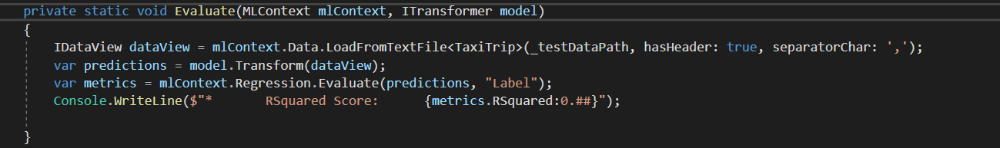 private static void Evaluate(MLContext mlContext, ITransformer model)
{
IDataView dataView = mlContext.Data.LoadFromTextFile<TaxiTrip>(_testDataPath, hasHeader: true, separatorChar: ',');
var predictions = model.Transform(dataView);
var metrics = mlContext.Regression.Evaluate(predictions, "Label");
Console.WriteLine($"*       RSquared Score:      {metrics.RSquared:0.##}");
}